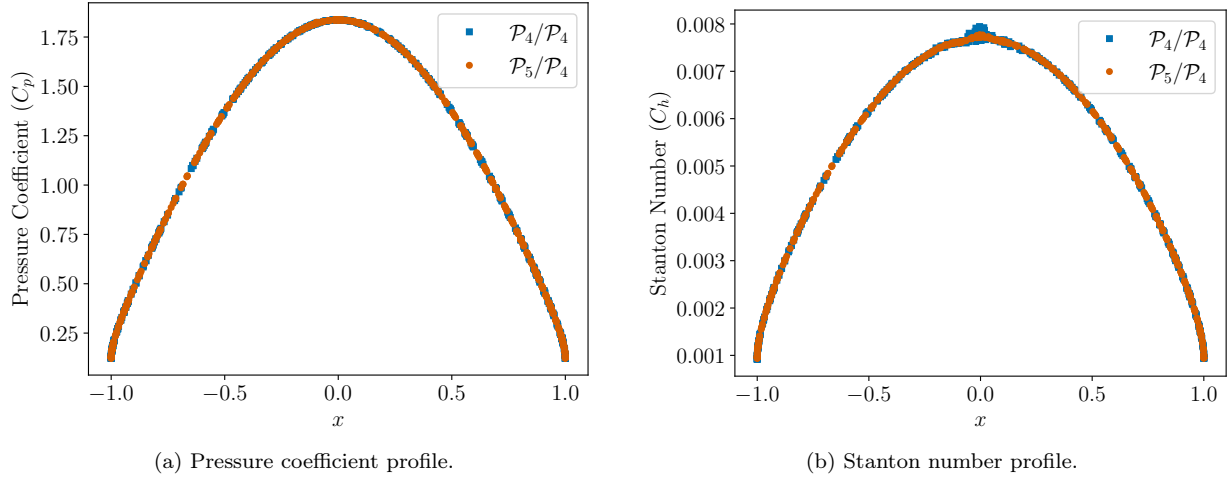 1.75
1.50
1.25
1.00
0.75
0.50
0.25
Pressure Coefficient (C_p)
−1.0 −0.5 0.0 0.5 1.0
x
𝒫₄/𝒫₄
𝒫₅/𝒫₄
(a) Pressure coefficient profile.
0.008
0.007
0.006
0.005
0.004
0.003
0.002
0.001
Stanton Number (C_h)
−1.0 −0.5 0.0 0.5 1.0
x
𝒫₄/𝒫₄
𝒫₅/𝒫₄
(b) Stanton number profile.